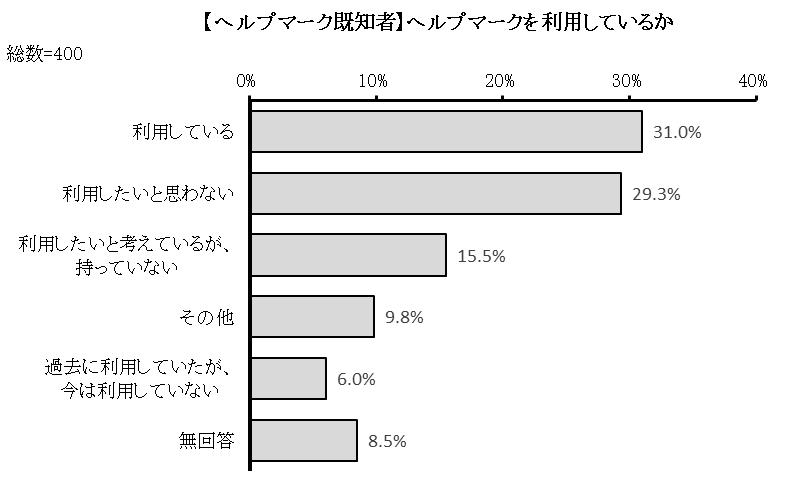 【ヘルプマーク既知者】ヘルプマークを利用しているか
総数=400
0% 10% 20% 30% 40%
利用している 31.0%
利用したいと思わない 29.3%
利用したいと考えているが、
持っていない 15.5%
その他 9.8%
過去に利用していたが、
今は利用していない 6.0%
無回答 8.5%